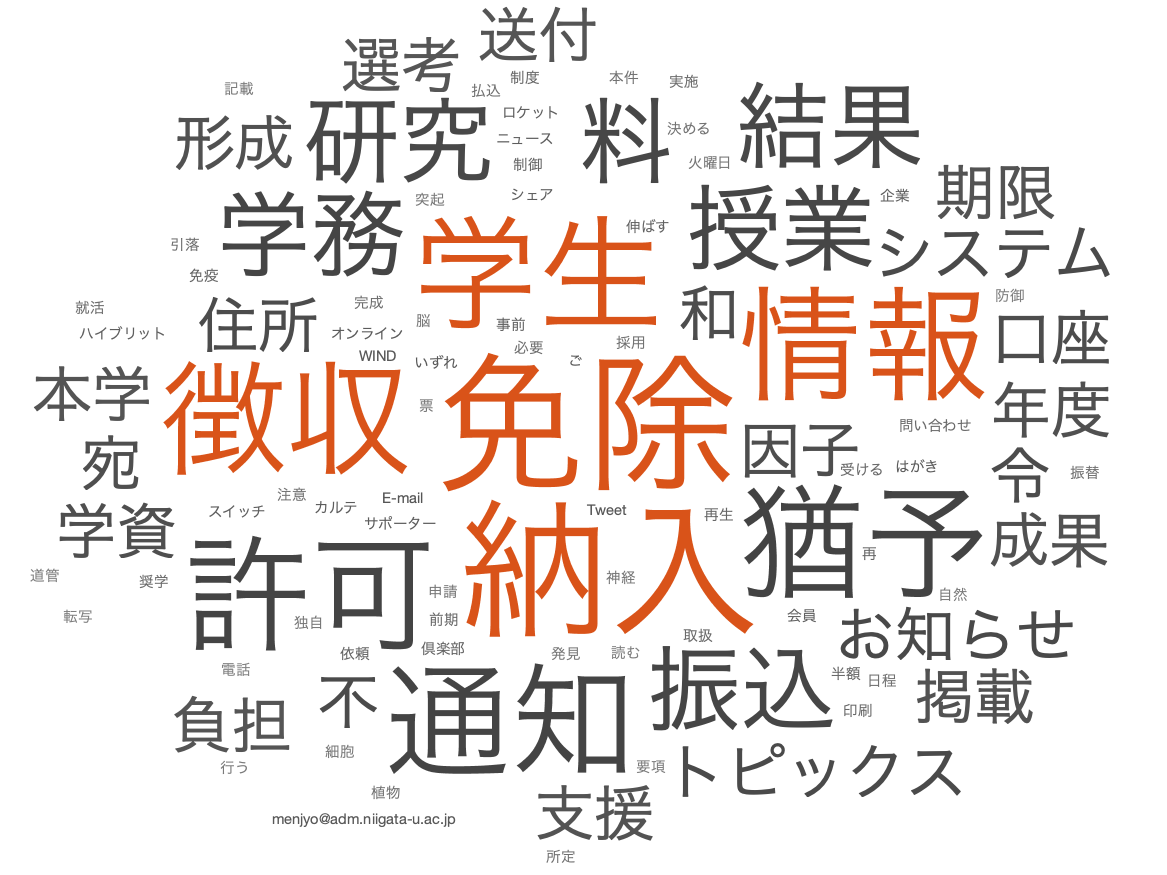 送付
選考
制度
本件
実施
記載
払込
ロケット
研究
料
結果
形成
ニュース
決める
制御
火曜日
シェア
企業
期限
突起
学務
授業
学生
伸ばす
システム
引落
免疫
住所
完成
脳
事前
和
情報
防御
就活
ハイブリット
オンライン
必要
採用
口座
WIND
いずれ
ご
本学
徴収
免除
票
年度
問い合わせ
因子
受ける
はがき
令
振替
宛
注意
E-mail
カルテ
スイッチ
サポーター
Tweet
再生
学資
許可
納入
猶予
再
成果
道管
奨学
神経
申請
自然
転写
独自
前期
会員
お知らせ
取扱
倶楽部
依頼
発見
読む
電話
半額
日程
不
通知
振込
掲載
負担
印刷
細胞
行う
要項
トピックス
植物
支援
menjyo@adm.niigata-u.ac.jp
所定